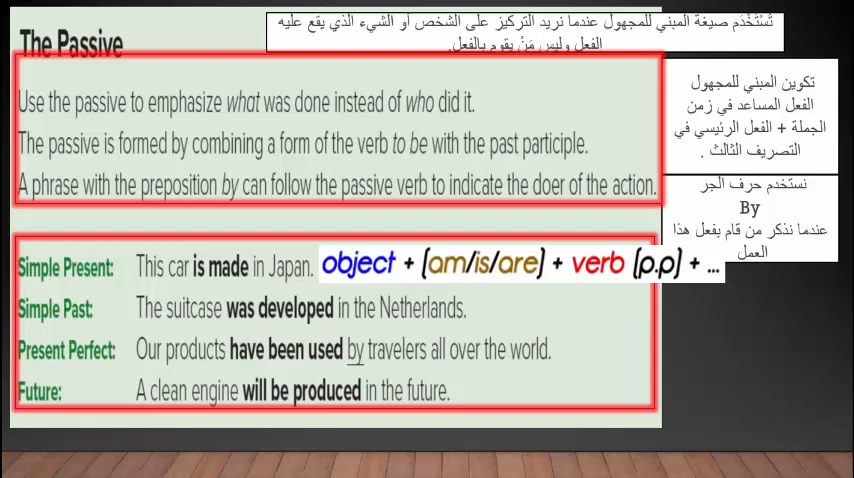 تُسْتَخْدَم صيغة المبني للمجهول عندما نريد التركيز على الشخص أو الشيء الذي يقع عليه
الفعل وليس مَنْ يقوم بالفعل.
The Passive
Use the passive to emphasize what was done instead of who did it.
The passive is formed by combining a form of the verb to be with the past participle.
A phrase with the preposition by can follow the passive verb to indicate the doer of the action.
تكوين المبني للمجهول
الفعل المساعد في زمن
الجملة + الفعل الرئيسي في
التصريف الثالث .
نستخدم حرف الجر
By
عندما نذكر من قام بفعل هذا
العمل
Simple Present: This car is made in Japan. object + (am/is/are) + verb (p.p) + ...
Simple Past: The suitcase was developed in the Netherlands.
Present Perfect: Our products have been used by travelers all over the world.
Future: A clean engine will be produced in the future.